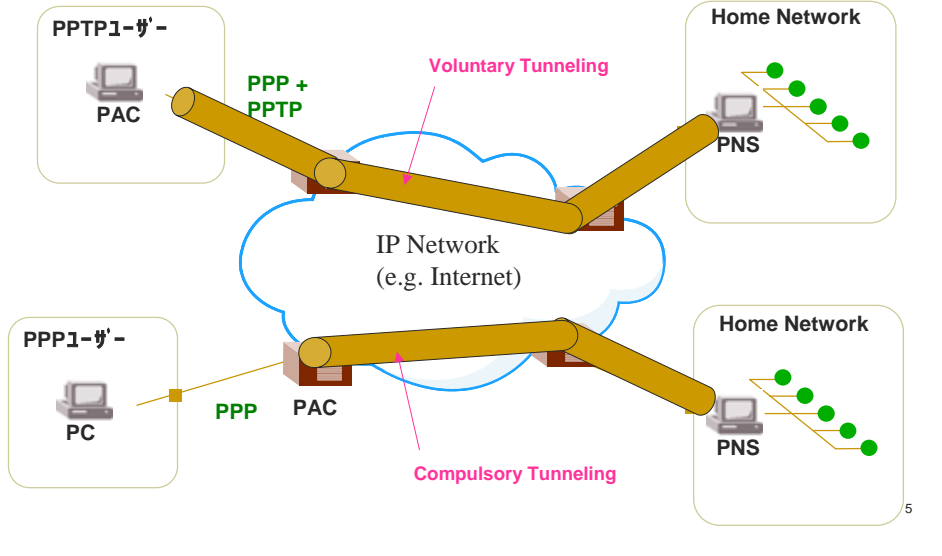 PPTPﾕｰｻﾞｰ
PAC
PPP +
PPTP
Voluntary Tunneling
Home Network
PNS
IP Network
(e.g. Internet)
PPPﾕｰｻﾞｰ
PC
PPP
PAC
Compulsory Tunneling
Home Network
PNS
5